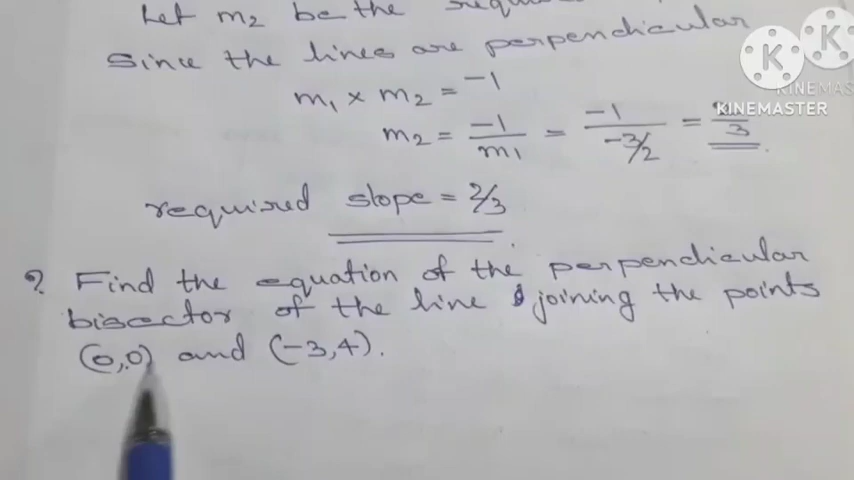 Let m₂ be the
Since the lines are perpendicular
m₁ × m₂ = -1
m₂ = -1/m₁ = -1/(-3/2) = 2/3
required slope = 2/3
? Find the equation of the perpendicular
bisector of the line joining the points
(0,0) and (-3,4).
KINEMASTER